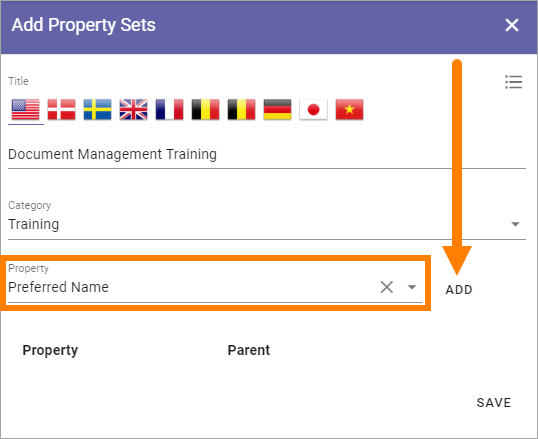 Add Property Sets
Title
Document Management Training
Category
Training
Property
Preferred Name
ADD
Property Parent
SAVE